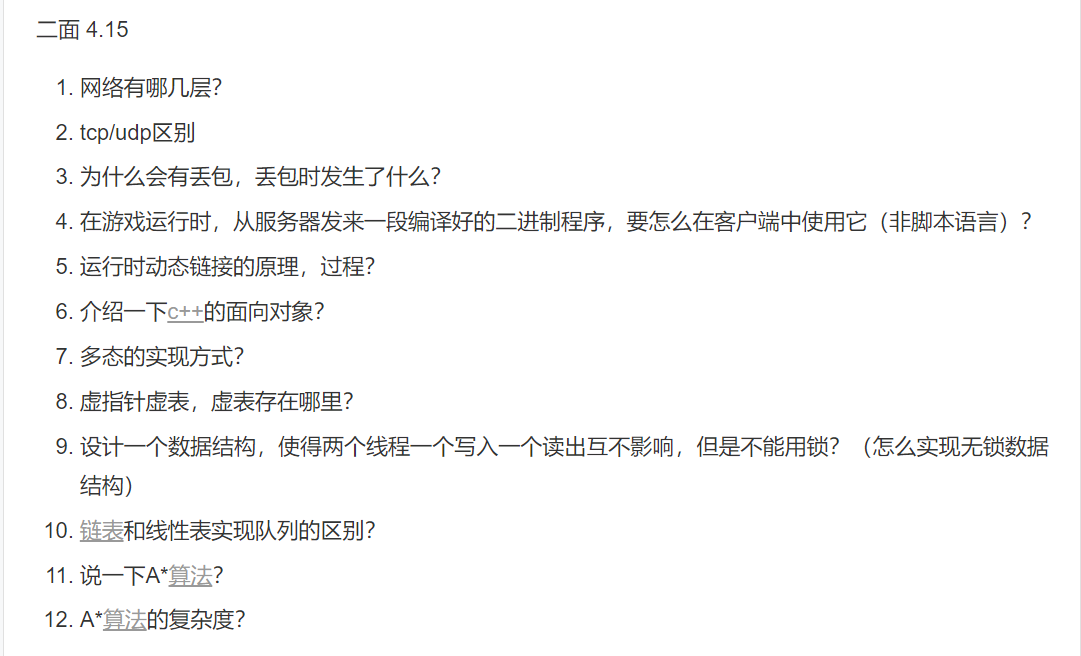 二面 4.15
1. 网络有哪几层？
2. tcp/udp区别
3. 为什么会有丢包，丢包时发生了什么？
4. 在游戏运行时，从服务器发来一段编译好的二进制程序，要怎么在客户端中使用它（非脚本语言）？
5. 运行时动态链接的原理，过程？
6. 介绍一下c++的面向对象？
7. 多态的实现方式？
8. 虚指针虚表，虚表存在哪里？
9. 设计一个数据结构，使得两个线程一个写入一个读出互不影响，但是不能用锁？（怎么实现无锁数据
结构）
10. 链表和线性表实现队列的区别？
11. 说一下A*算法？
12. A*算法的复杂度？